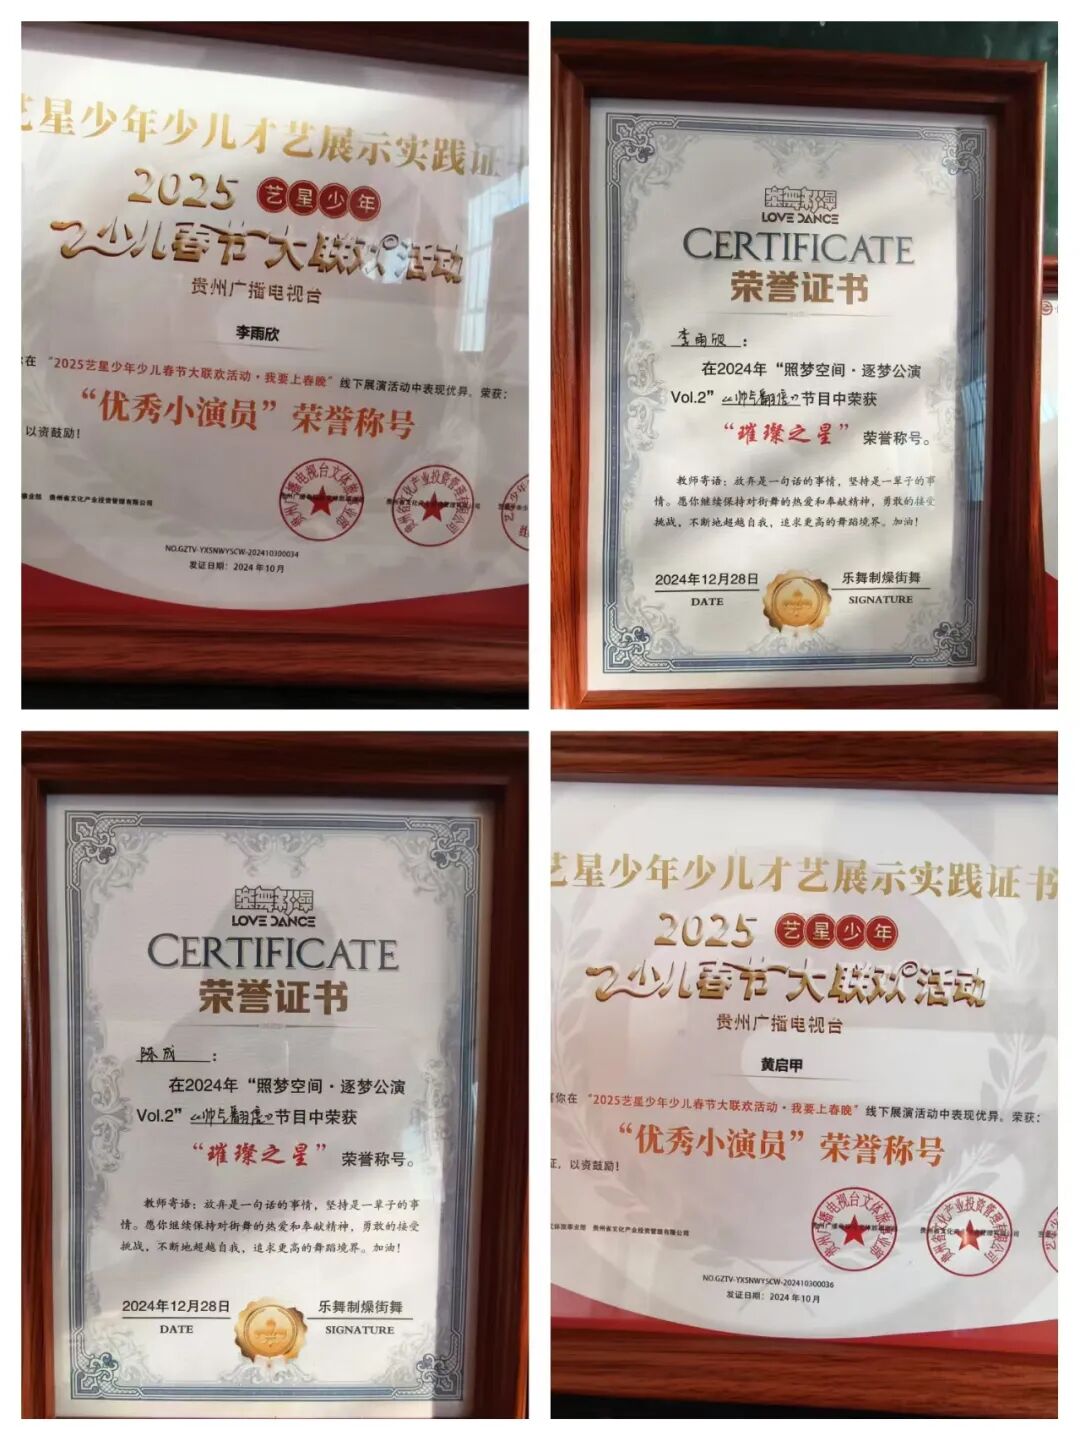 艺星少年少儿才艺展示实践证书
2025 艺星少年
少儿春节大联欢活动
贵州广播电视台
李雨欣
你在“2025艺星少年少儿春节大联欢活动·我要上春晚”线下展演活动中表现优异。荣获：
“优秀小演员”荣誉称号
以资鼓励！
贵州省文化产业投资管理有限公司
NO.GZTV-YXSNWYSCW-202410300034
发证日期：2024年10月
LOVE DANCE
CERTIFICATE
荣誉证书
李雨欣：
在2024年“照梦空间·逐梦公演
Vol.2”《帅与翻唐》节目中荣获
“璀璨之星”荣誉称号。
教师寄语：放弃是一句话的事情，坚持是一辈子的事
情。愿你继续保持对街舞的热爱和奉献精神，勇敢的接受
挑战，不断地超越自我，追求更高的舞蹈境界。加油！
2024年12月28日 乐舞制燥街舞
DATE SIGNATURE
LOVE DANCE
CERTIFICATE
荣誉证书
陈成：
在2024年“照梦空间·逐梦公演
Vol.2”节目中荣获
“璀璨之星”荣誉称号。
教师寄语：放弃是一句话的事情，坚持是一辈子的事
情。愿你继续保持对街舞的热爱和奉献精神，勇敢的接受
挑战，不断地超越自我，追求更高的舞蹈境界。加油！
2024年12月28日 乐舞制燥街舞
DATE SIGNATURE
艺星少年少儿才艺展示实践证书
2025 艺星少年
少儿春节大联欢活动
贵州广播电视台
黄启甲
你在“2025艺星少年少儿春节大联欢活动·我要上春晚”线下展演活动中表现优异。荣获：
“优秀小演员”荣誉称号
证，以资鼓励！
贵州省文化产业投资管理有限公司
NO.GZTV-YXSNWYSCW-202410300036
发证日期：2024年10月